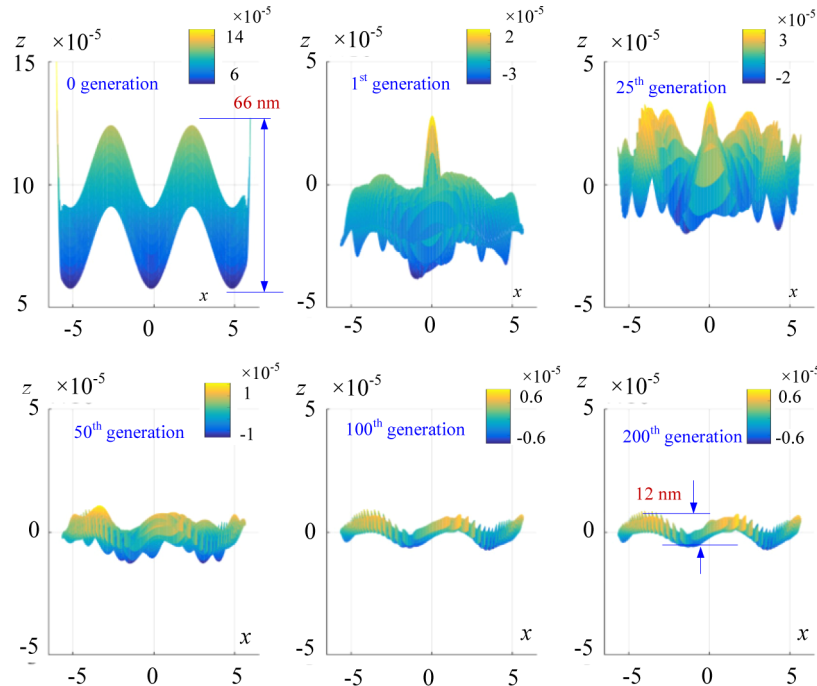 ×10⁻⁵ ×10⁻⁵ ×10⁻⁵
z ×10⁻⁵ 14 z ×10⁻⁵ 2 z ×10⁻⁵ 3
15 5 5
0 generation 6 1ˢᵗ generation -3 25ᵗʰ generation -2
66 nm
10 0 0
x x x
5 -5 -5
-5 0 5 -5 0 5 -5 0 5
×10⁻⁵ ×10⁻⁵ ×10⁻⁵
z ×10⁻⁵ 1 z ×10⁻⁵ 0.6 z ×10⁻⁵ 0.6
5 5 5
50ᵗʰ generation -1 100ᵗʰ generation -0.6 200ᵗʰ generation -0.6
12 nm
0 0 0
x x x
-5 -5 -5
-5 0 5 -5 0 5 -5 0 5